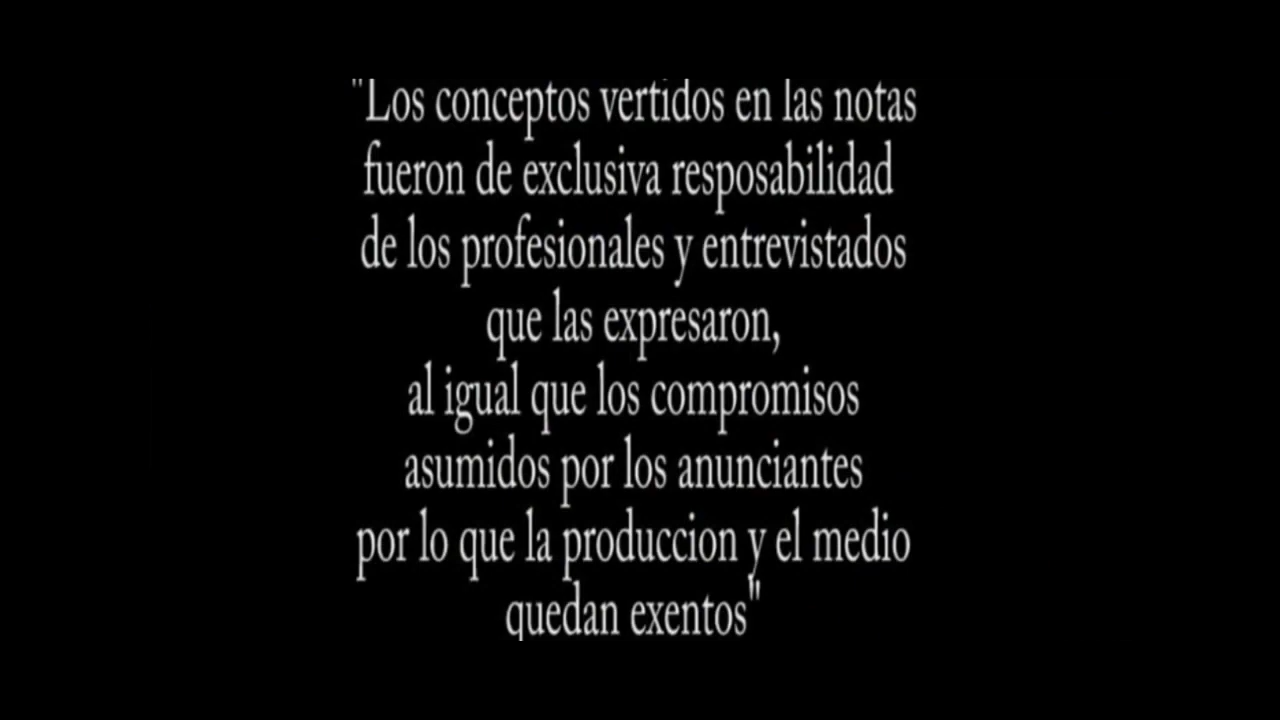 "Los conceptos vertidos en las notas
fueron de exclusiva resposabilidad
de los profesionales y entrevistados
que las expresaron,
al igual que los compromisos
asumidos por los anunciantes
por lo que la produccion y el medio
quedan exentos"